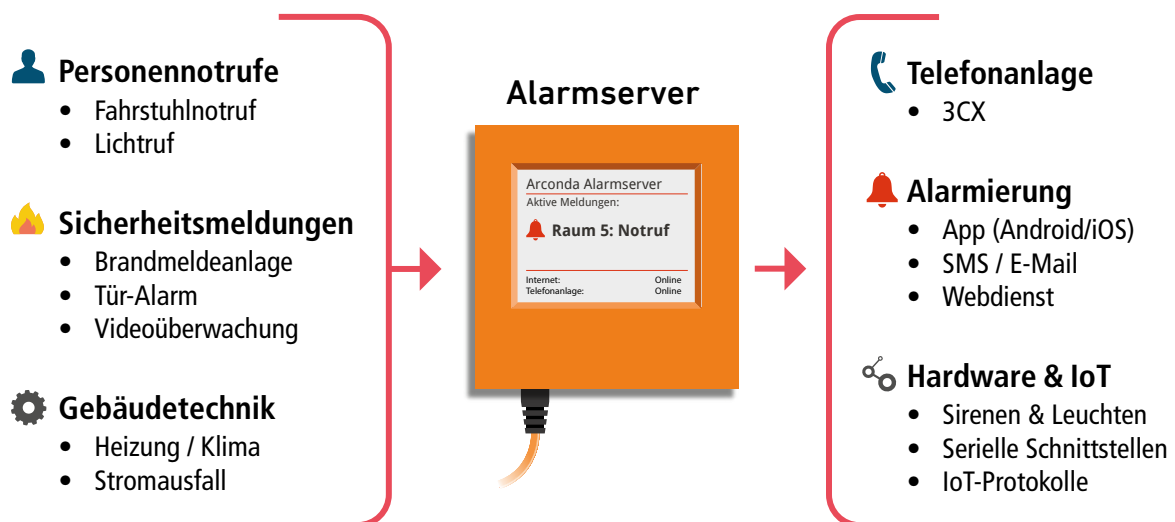 Personennotrufe
• Fahrstuhlnotruf
• Lichtruf
Sicherheitsmeldungen
• Brandmeldeanlage
• Tür-Alarm
• Videoüberwachung
Gebäudetechnik
• Heizung / Klima
• Stromausfall
Alarmserver
Arconda Alarmserver
Aktive Meldungen:
Raum 5: Notruf
Internet: Online
Telefonanlage: Online
Telefonanlage
• 3CX
Alarmierung
• App (Android/iOS)
• SMS / E-Mail
• Webdienst
Hardware & IoT
• Sirenen & Leuchten
• Serielle Schnittstellen
• IoT-Protokolle